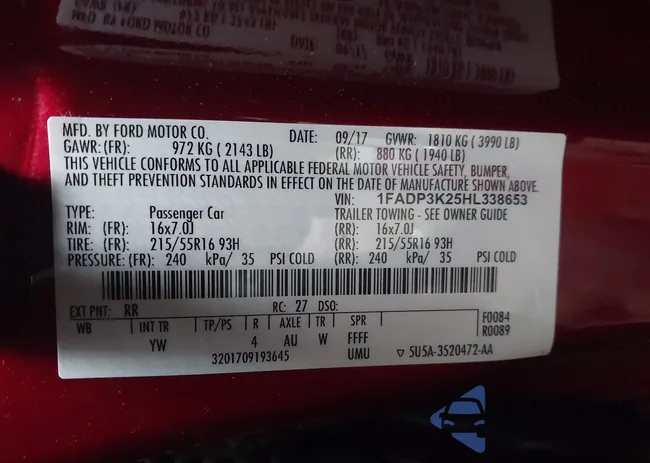 MFD. BY FORD MOTOR CO. DATE: 09/17 GVWR: 1810 KG ( 3990 LB)
GAWR: (FR): 972 KG ( 2143 LB) (RR): 880 KG ( 1940 LB)
THIS VEHICLE CONFORMS TO ALL APPLICABLE FEDERAL MOTOR VEHICLE SAFETY, BUMPER,
AND THEFT PREVENTION STANDARDS IN EFFECT ON THE DATE OF MANUFACTURE SHOWN ABOVE.
VIN: 1FADP3K25HL338653
TYPE: Passenger Car TRAILER TOWING - SEE OWNER GUIDE
RIM: (FR): 16x7.0J (RR): 16x7.0J
TIRE: (FR): 215/55R16 93H (RR): 215/55R16 93H
PRESSURE: (FR): 240 kPa/ 35 PSI COLD (RR): 240 kPa/ 35 PSI COLD
EXT PNT: RR RC: 27 DSO: F0084
WB INT TR TP/PS R AXLE TR SPR R0089
YW 4 AU W FFFF
3201709193645 UMU ▽ 5U5A-3S20472-AA